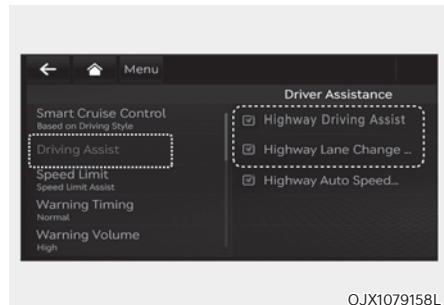 Menu
Driver Assistance
Smart Cruise Control
Based on Driving Style
Driving Assist
Speed Limit
Speed Limit Assist
Warning Timing
Normal
Warning Volume
High
Highway Driving Assist
Highway Lane Change ...
Highway Auto Speed...
OJX1079158L